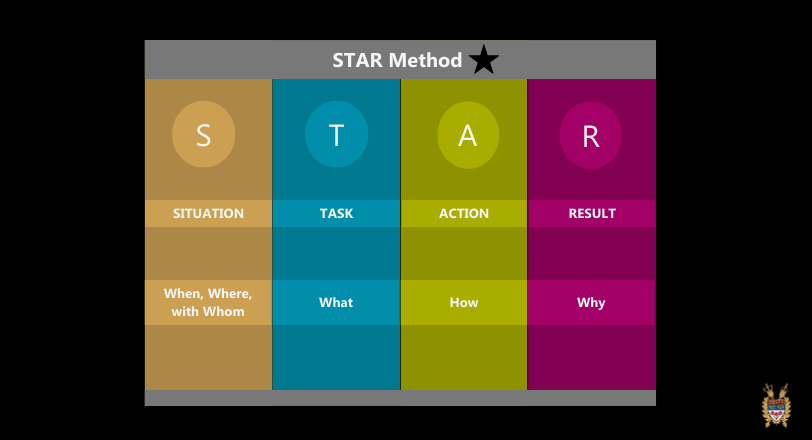 STAR Method
S
T
A
R
SITUATION
TASK
ACTION
RESULT
When, Where,
with Whom
What
How
Why